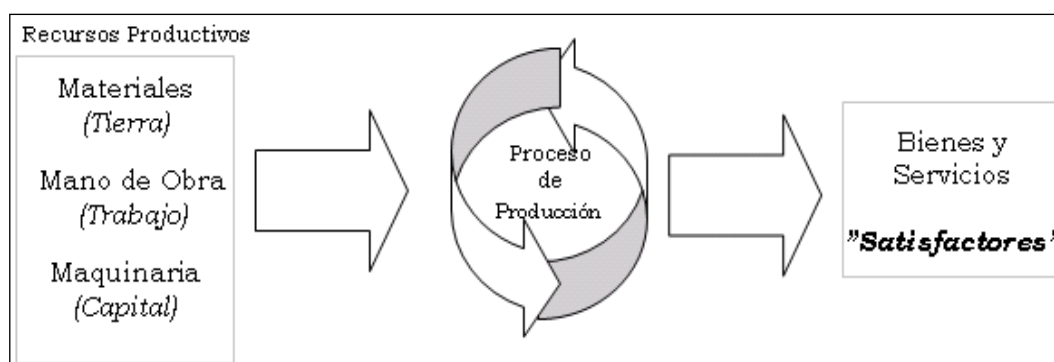 Recursos Productivos
Materiales
(Tierra)
Mano de Obra
(Trabajo)
Maquinaria
(Capital)
Proceso
de
Producción
Bienes y
Servicios
”Satisfactores”